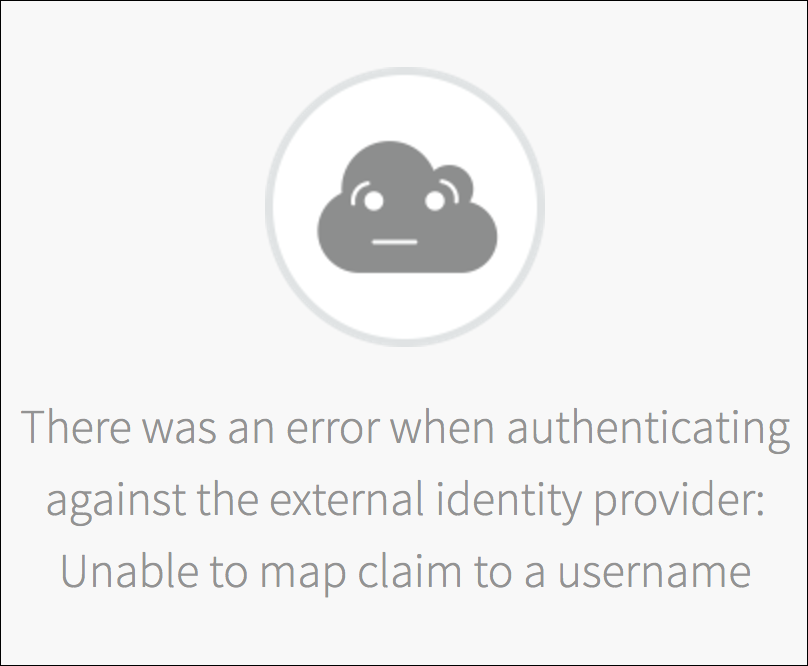 There was an error when authenticating
against the external identity provider:
Unable to map claim to a username